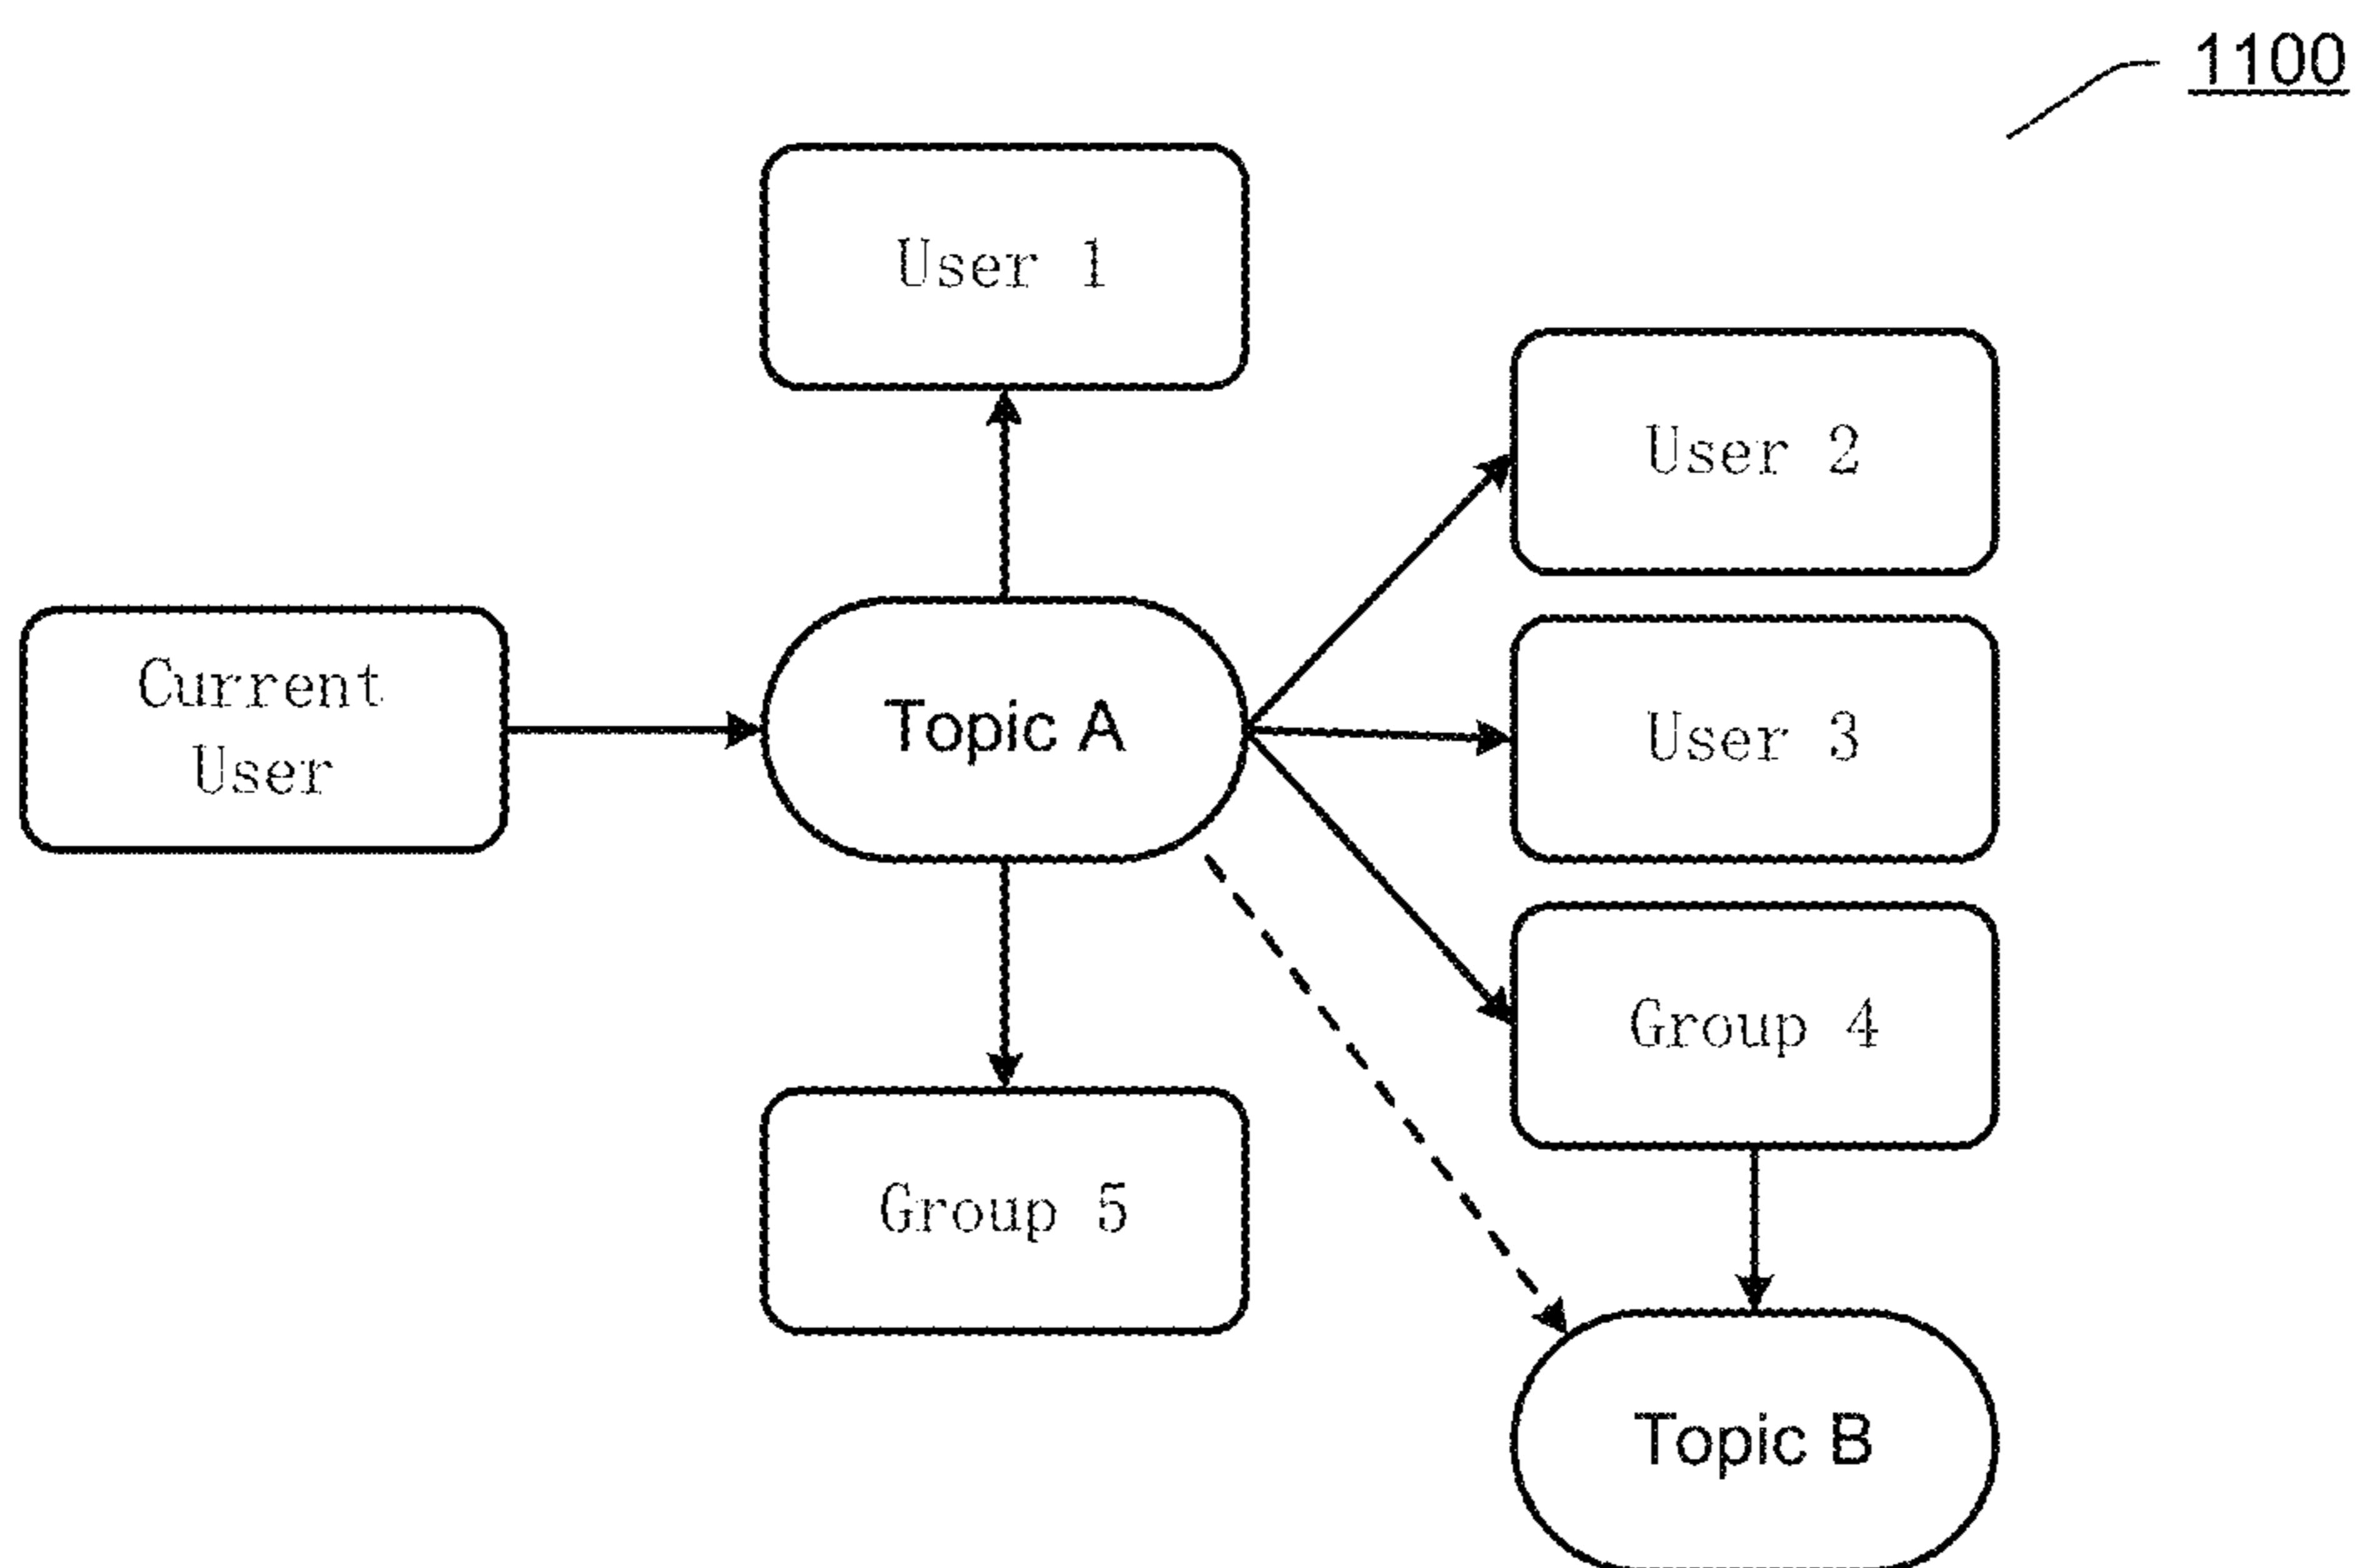 1100
User 1
User 2
Current
User
Topic A
User 3
Group 4
Group 5
Topic B